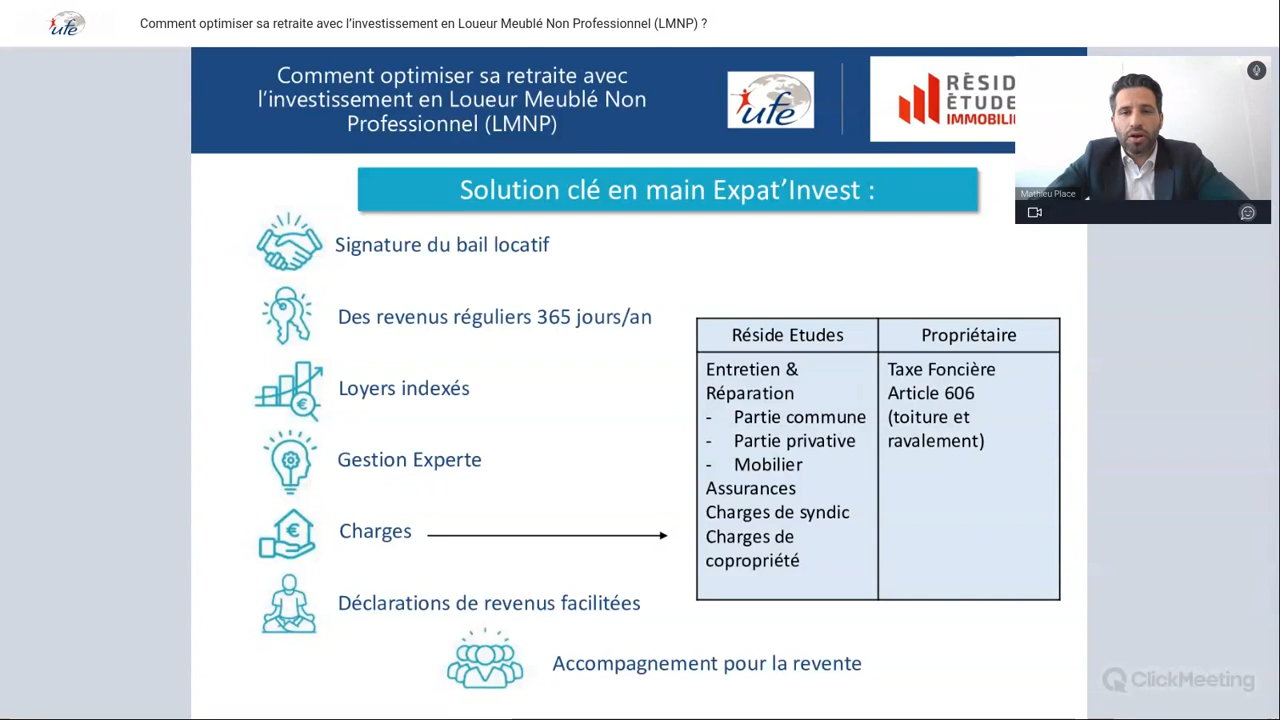 ufe
Comment optimiser sa retraite avec l'investissement en Loueur Meublé Non Professionnel (LMNP) ?
Comment optimiser sa retraite avec
l'investissement en Loueur Meublé Non
Professionnel (LMNP)
ufe
RÉSID
ÉTUDE
IMMOBILI
Mathieu Place
Solution clé en main Expat'Invest :
Signature du bail locatif
Des revenus réguliers 365 jours/an
Loyers indexés
Gestion Experte
Charges
Déclarations de revenus facilitées
Accompagnement pour la revente
Réside Etudes
Propriétaire
Entretien &
Réparation
- Partie commune
- Partie privative
- Mobilier
Assurances
Charges de syndic
Charges de
copropriété
Taxe Foncière
Article 606
(toiture et
ravalement)
ClickMeeting